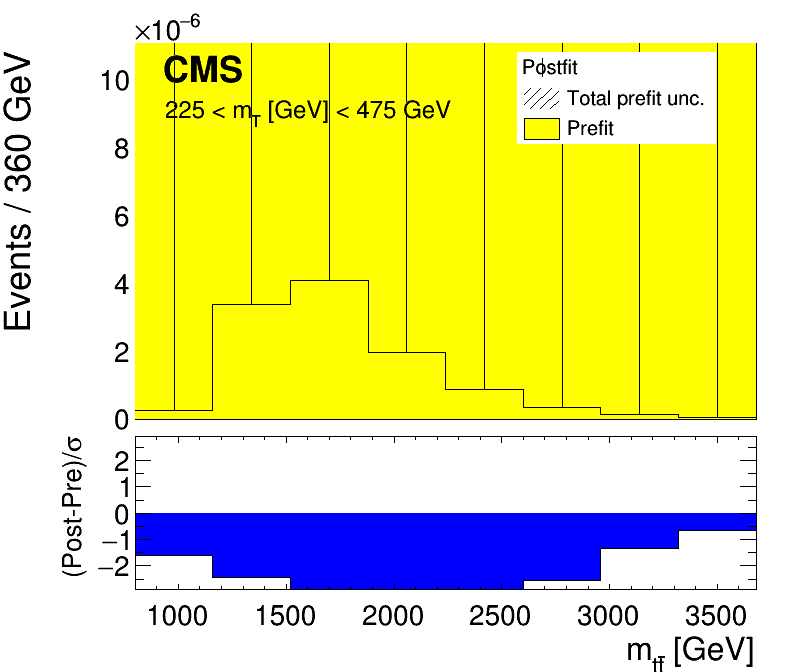 ×10⁻⁶
CMS
225 < m_T [GeV] < 475 GeV
Postfit
Total prefit unc.
Prefit
Events / 360 GeV
10
8
6
4
2
0
(Post-Pre)/σ
2
1
0
−1
−2
1000 1500 2000 2500 3000 3500
m_tt̄ [GeV]